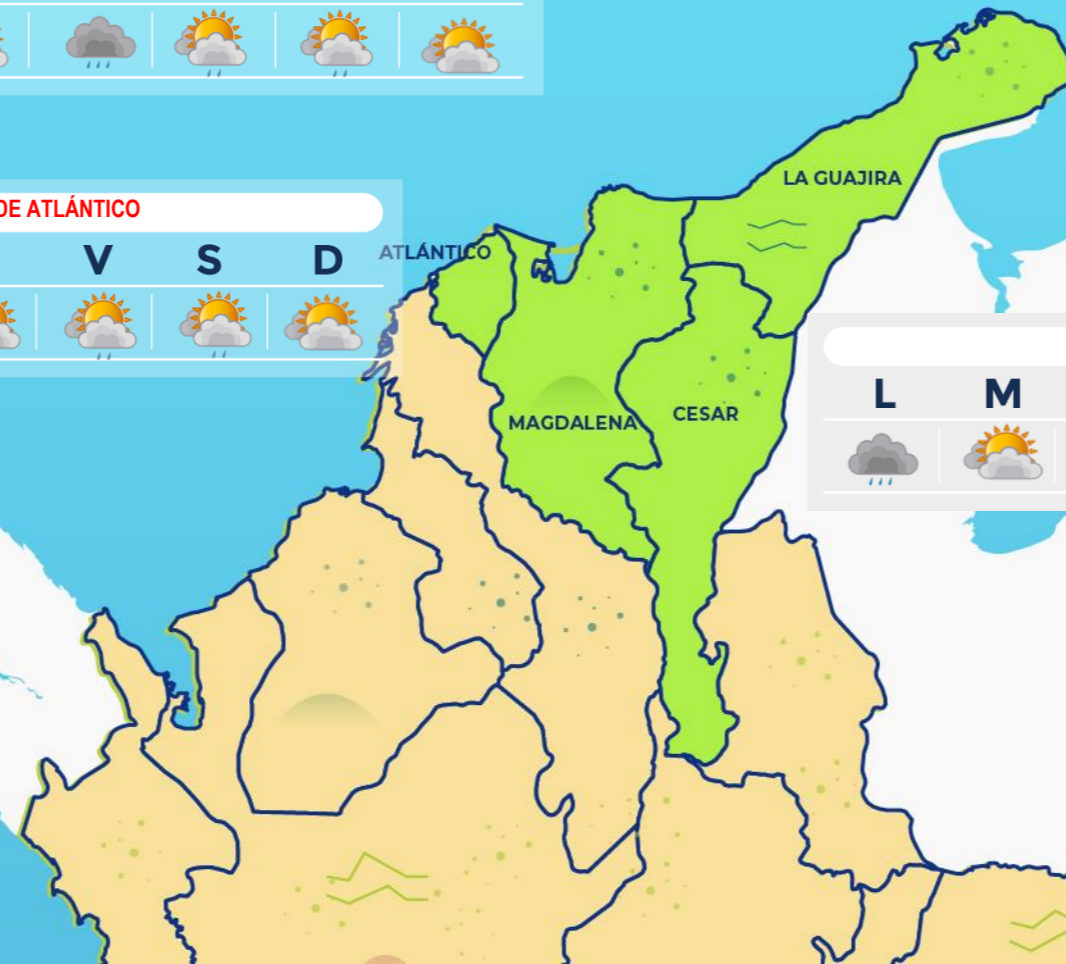 LA GUAJIRA
DE ATLÁNTICO
V S D
ATLÁNTICO
L M
MAGDALENA
CESAR